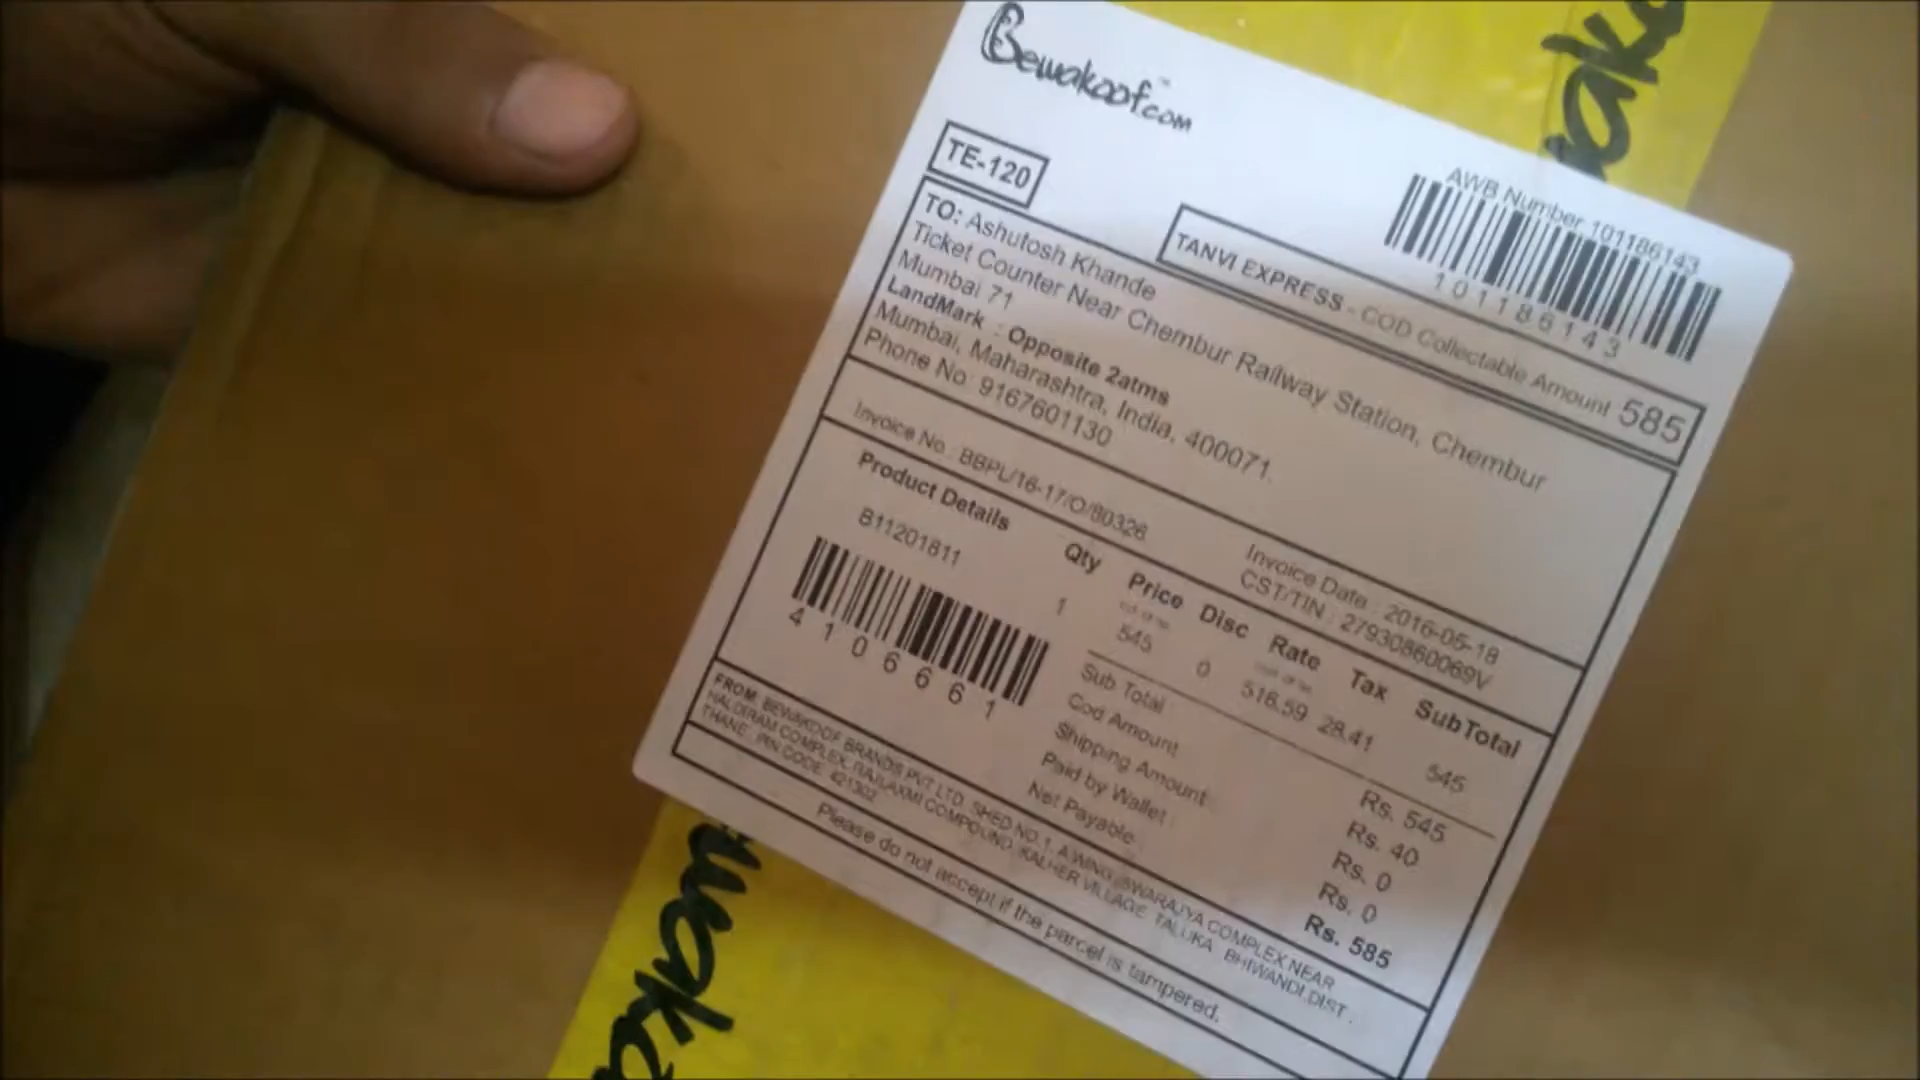 Bewakoof.com™
AWB Number 101186143
101186143
TE-120
TANVI EXPRESS - COD Collectable Amount 585
TO: Ashutosh Khande
Ticket Counter Near Chembur Railway Station, Chembur
Mumbai 71
LandMark : Opposite 2atms
Mumbai, Maharashtra, India, 400071.
Phone No: 9167601130
Invoice No. BBPL/16-17/O/80326
Invoice Date : 2016-05-18
CST/TIN : 27930860069V
Product Details Qty Price Disc Rate Tax SubTotal
B11201811 1 545 0 516.59 28.41 545
4106661
Sub Total Rs. 545
Cod Amount Rs. 40
Shipping Amount Rs. 0
Paid by Wallet Rs. 0
Net Payable Rs. 585
FROM: BEWAKOOF BRANDS PVT LTD. SHED NO.1, A WING, SWARAJYA COMPLEX NEAR
HALDIRAM COMPLEX, RAJLAXMI COMPOUND, KALHER VILLAGE, TALUKA : BHIWANDI, DIST :
THANE. PIN CODE: 421302
Please do not accept if the parcel is tampered.